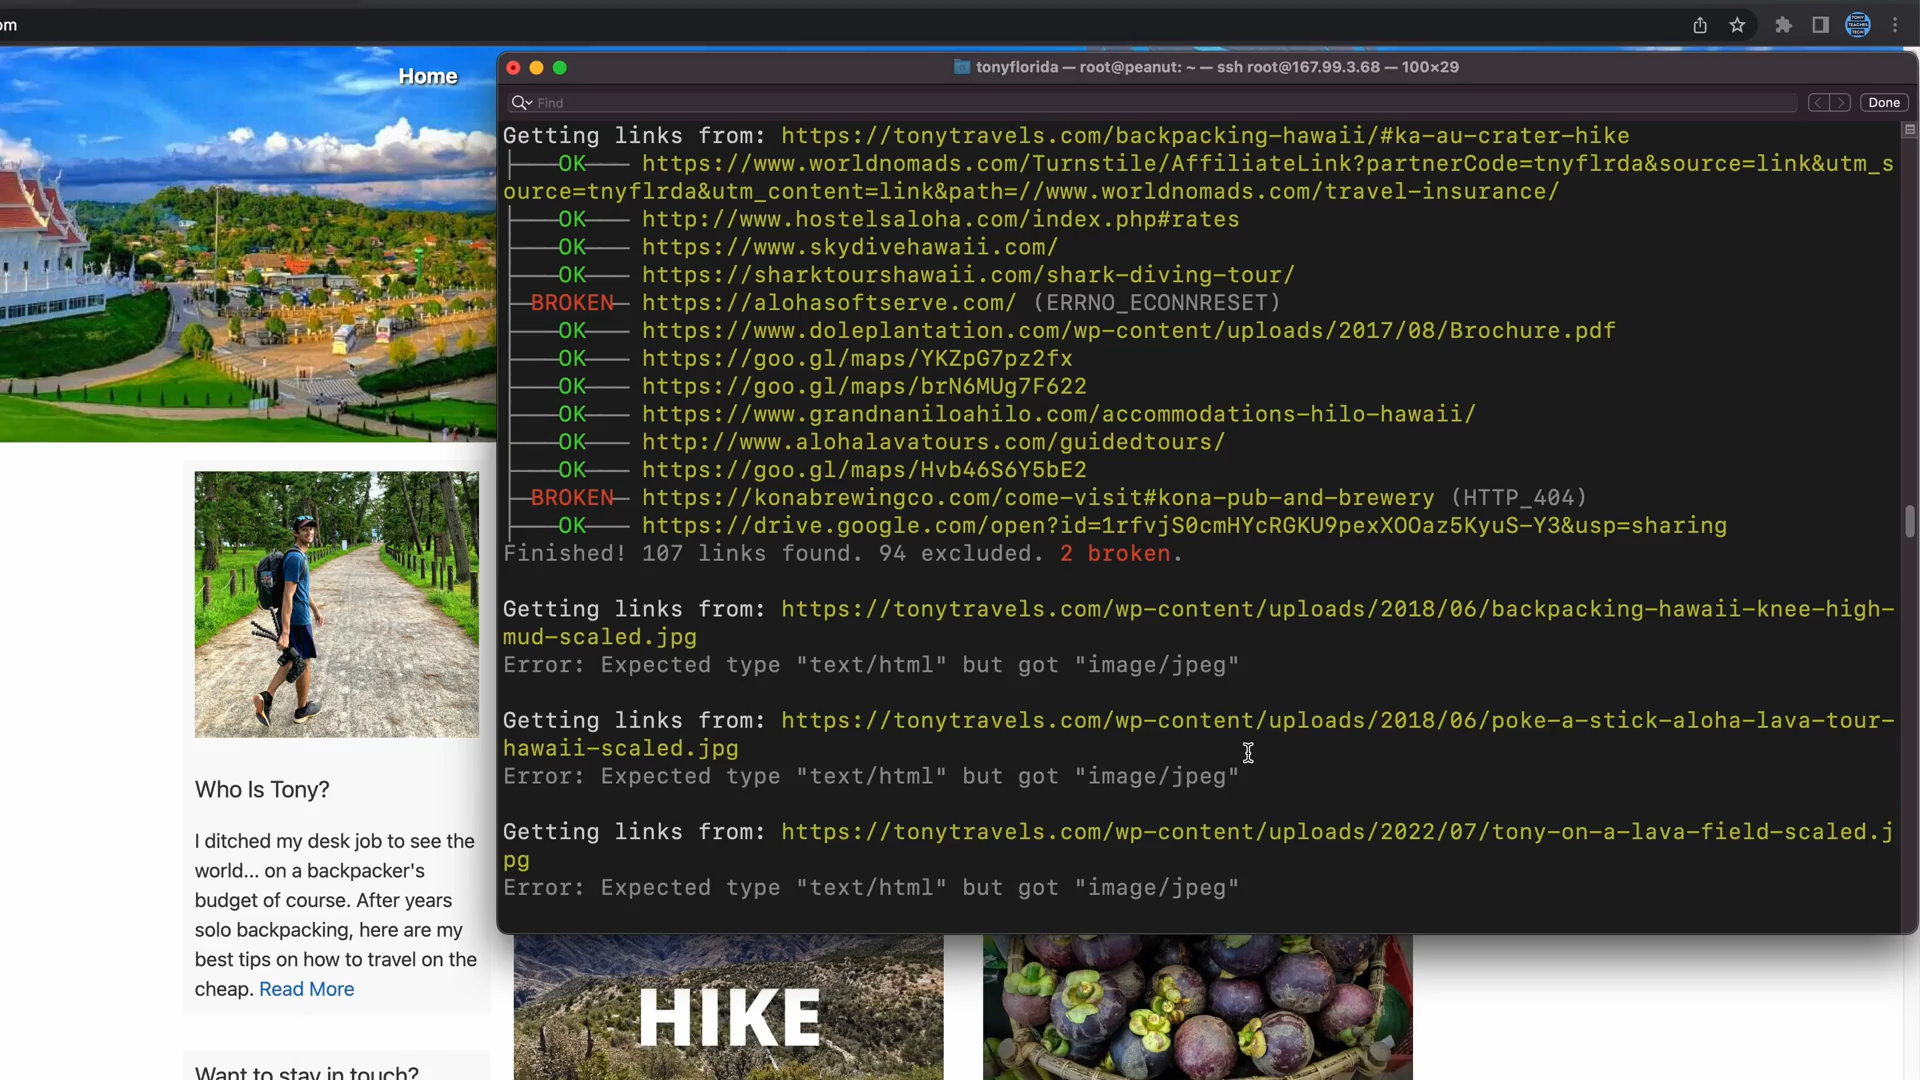 om
Home
tonyflorida — root@peanut: ~ — ssh root@167.99.3.68 — 100×29
Find
Done
Getting links from: https://tonytravels.com/backpacking-hawaii/#ka-au-crater-hike
├───OK─── https://www.worldnomads.com/Turnstile/AffiliateLink?partnerCode=tnyflrda&source=link&utm_s
ource=tnyflrda&utm_content=link&path=//www.worldnomads.com/travel-insurance/
├───OK─── http://www.hostelsaloha.com/index.php#rates
├───OK─── https://www.skydivehawaii.com/
├───OK─── https://sharktourshawaii.com/shark-diving-tour/
├─BROKEN─ https://alohasoftserve.com/ (ERRNO_ECONNRESET)
├───OK─── https://www.doleplantation.com/wp-content/uploads/2017/08/Brochure.pdf
├───OK─── https://goo.gl/maps/YKZpG7pz2fx
├───OK─── https://goo.gl/maps/brN6MUg7F622
├───OK─── https://www.grandnaniloahilo.com/accommodations-hilo-hawaii/
├───OK─── http://www.alohalavatours.com/guidedtours/
├───OK─── https://goo.gl/maps/Hvb46S6Y5bE2
├─BROKEN─ https://konabrewingco.com/come-visit#kona-pub-and-brewery (HTTP_404)
├───OK─── https://drive.google.com/open?id=1rfvjS0cmHYcRGKU9pexXOOaz5KyuS-Y3&usp=sharing
Finished! 107 links found. 94 excluded. 2 broken.
Getting links from: https://tonytravels.com/wp-content/uploads/2018/06/backpacking-hawaii-knee-high-
mud-scaled.jpg
Error: Expected type "text/html" but got "image/jpeg"
Getting links from: https://tonytravels.com/wp-content/uploads/2018/06/poke-a-stick-aloha-lava-tour-
hawaii-scaled.jpg
Error: Expected type "text/html" but got "image/jpeg"
Getting links from: https://tonytravels.com/wp-content/uploads/2022/07/tony-on-a-lava-field-scaled.j
pg
Error: Expected type "text/html" but got "image/jpeg"
Who Is Tony?
I ditched my desk job to see the
world... on a backpacker's
budget of course. After years
solo backpacking, here are my
best tips on how to travel on the
cheap. Read More
Want to stay in touch?
HIKE